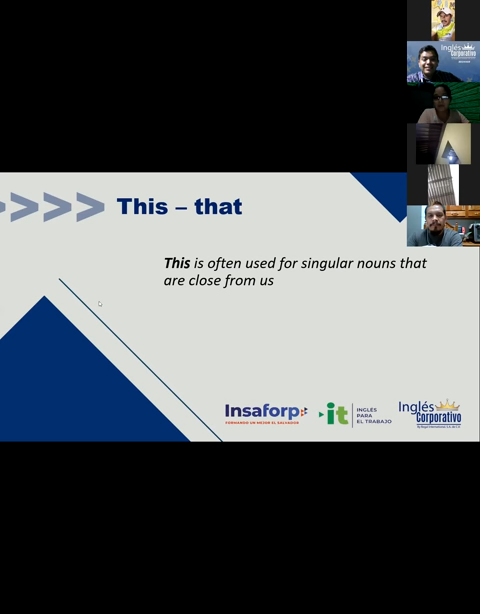 Inglés
Corporativo
This – that
This is often used for singular nouns that
are close from us
Insaforp
FORMANDO UN MEJOR EL SALVADOR
it
INGLÉS
PARA
EL TRABAJO
Inglés
Corporativo